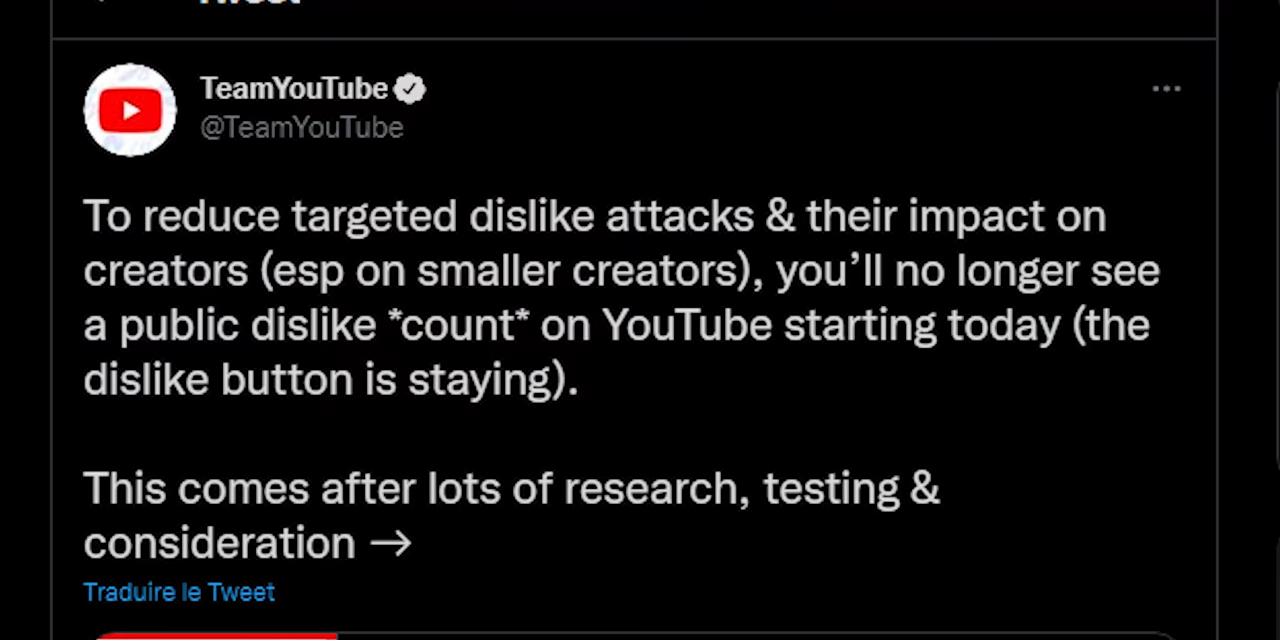 Tweet
TeamYouTube
@TeamYouTube
To reduce targeted dislike attacks & their impact on
creators (esp on smaller creators), you’ll no longer see
a public dislike *count* on YouTube starting today (the
dislike button is staying).
This comes after lots of research, testing &
consideration →
Traduire le Tweet